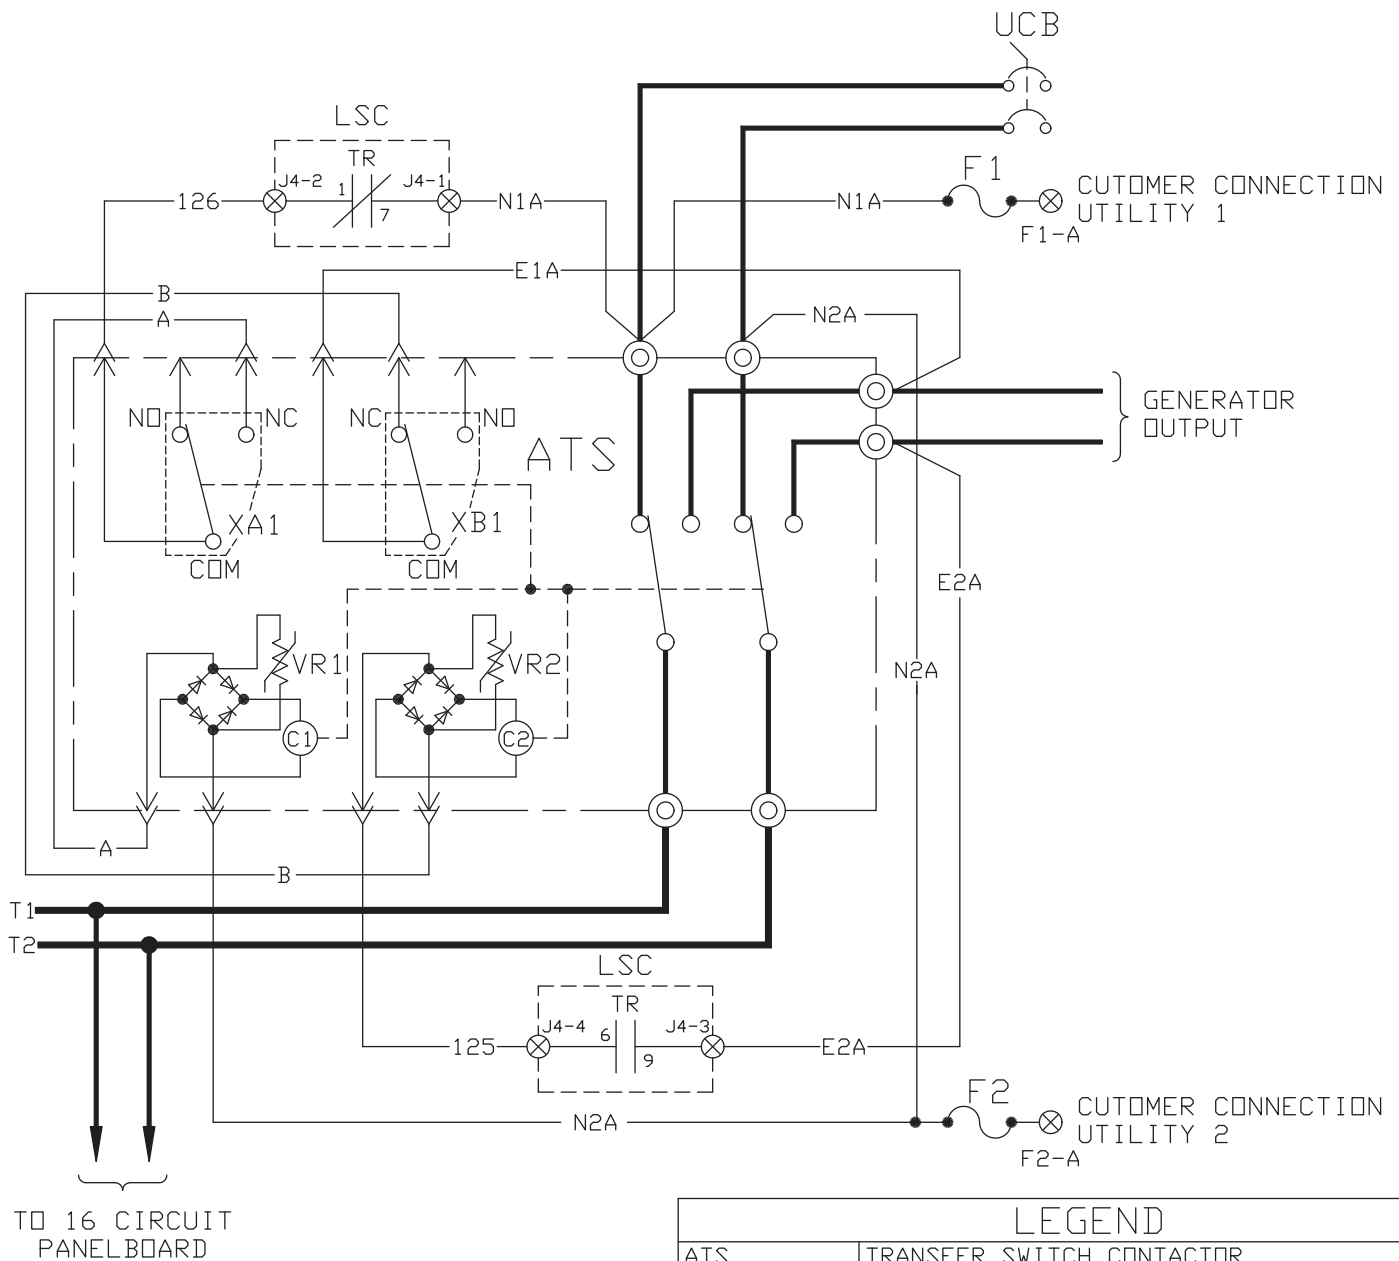 UCB
LSC
TR
J4-2
1
J4-1
7
126
N1A
N1A
F1
F1-A
CUTOMER CONNECTION
UTILITY 1
E1A
B
A
N2A
GENERATOR
OUTPUT
NO
NC
NC
NO
ATS
XA1
XB1
COM
COM
E2A
VR1
VR2
N2A
C1
C2
A
B
T1
T2
LSC
TR
J4-4
6
J4-3
9
125
E2A
F2
N2A
F2-A
CUTOMER CONNECTION
UTILITY 2
TO 16 CIRCUIT
PANELBOARD
LEGEND
ATS TRANSFER SWITCH CONTACTOR